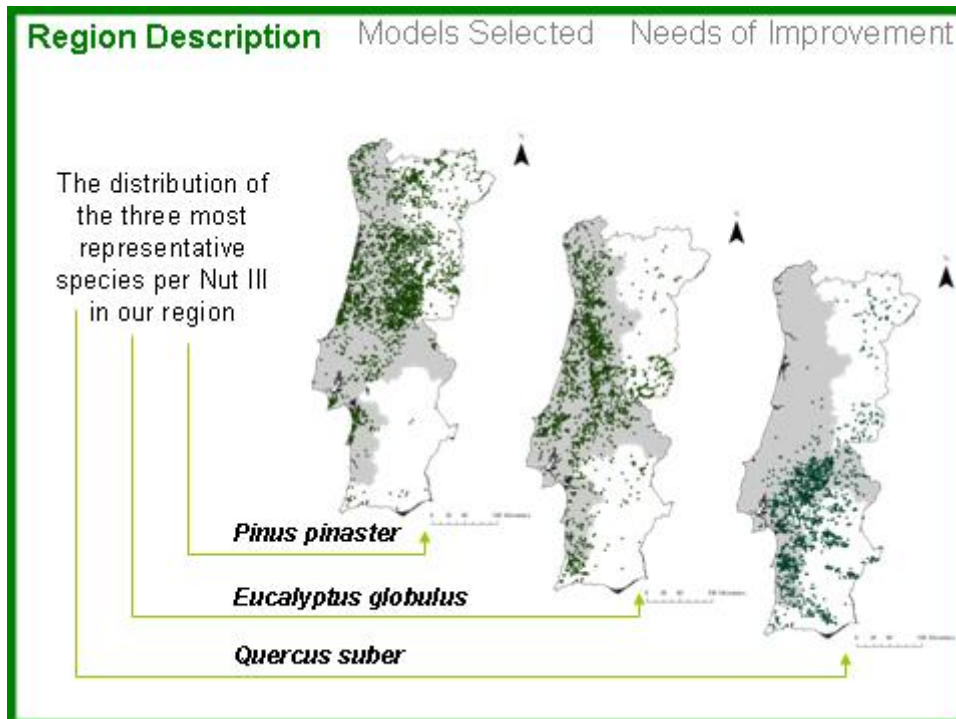 Region Description Models Selected Needs of Improvement
The distribution of
the three most
representative
species per Nut III
in our region
Pinus pinaster
Eucalyptus globulus
Quercus suber